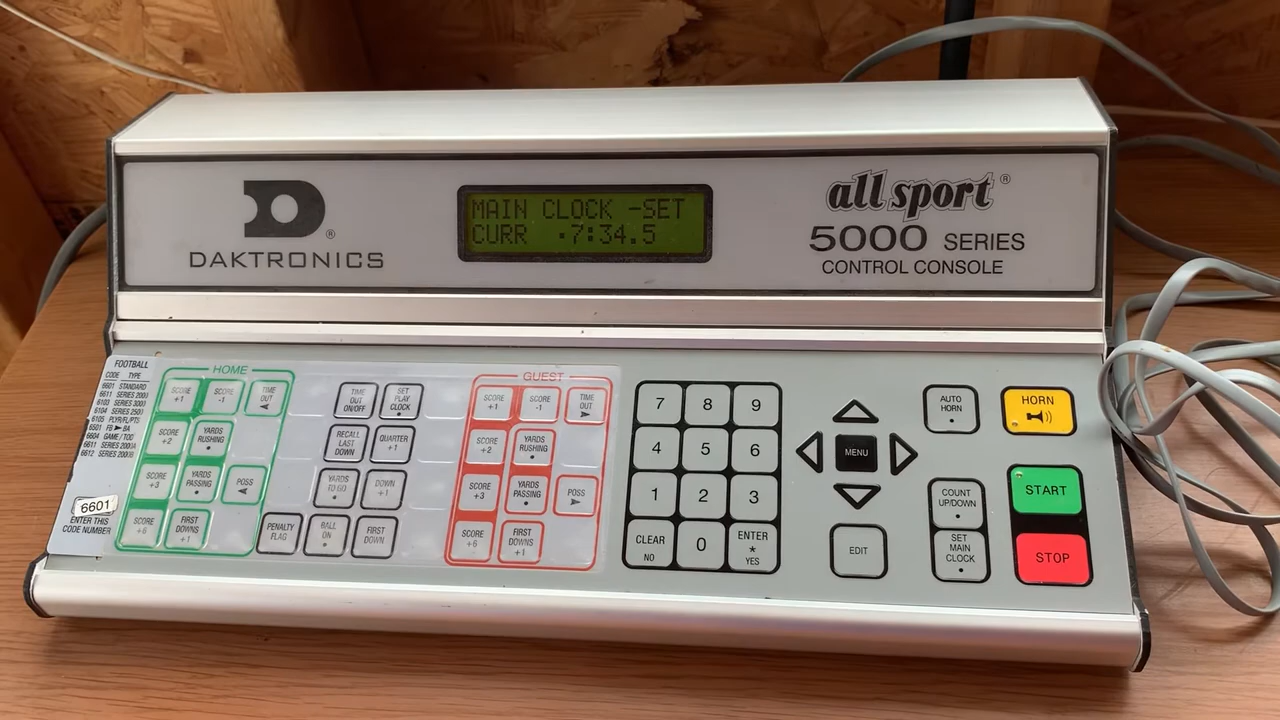 DAKTRONICS
®
MAIN CLOCK -SET
CURR ·7:34.5
all sport®
5000 SERIES
CONTROL CONSOLE
FOOTBALL
CODE TYPE
6601 STANDARD
ENTER THIS
CODE NUMBER
6601
HOME
SCORE +1
SCORE -1
TIME OUT
SCORE +2
YARDS RUSHING
SCORE +3
YARDS PASSING
POSS
SCORE +6
FIRST DOWNS +1
TIME OUT ON/OFF
SET PLAY CLOCK
RECALL LAST DOWN
QUARTER +1
YARDS TO GO
DOWN +1
PENALTY FLAG
BALL ON
FIRST DOWN
GUEST
SCORE +1
SCORE -1
TIME OUT
SCORE +2
YARDS RUSHING
SCORE +3
YARDS PASSING
POSS
SCORE +6
FIRST DOWNS +1
7 8 9
4 5 6
1 2 3
CLEAR NO
0
ENTER * YES
MENU
EDIT
AUTO HORN
HORN
COUNT UP/DOWN
SET MAIN CLOCK
START
STOP